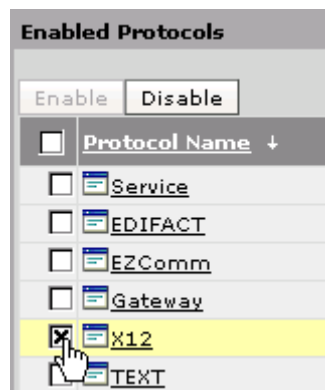 Enabled Protocols
Enable Disable
Protocol Name ↓
Service
EDIFACT
EZComm
Gateway
X12
TEXT